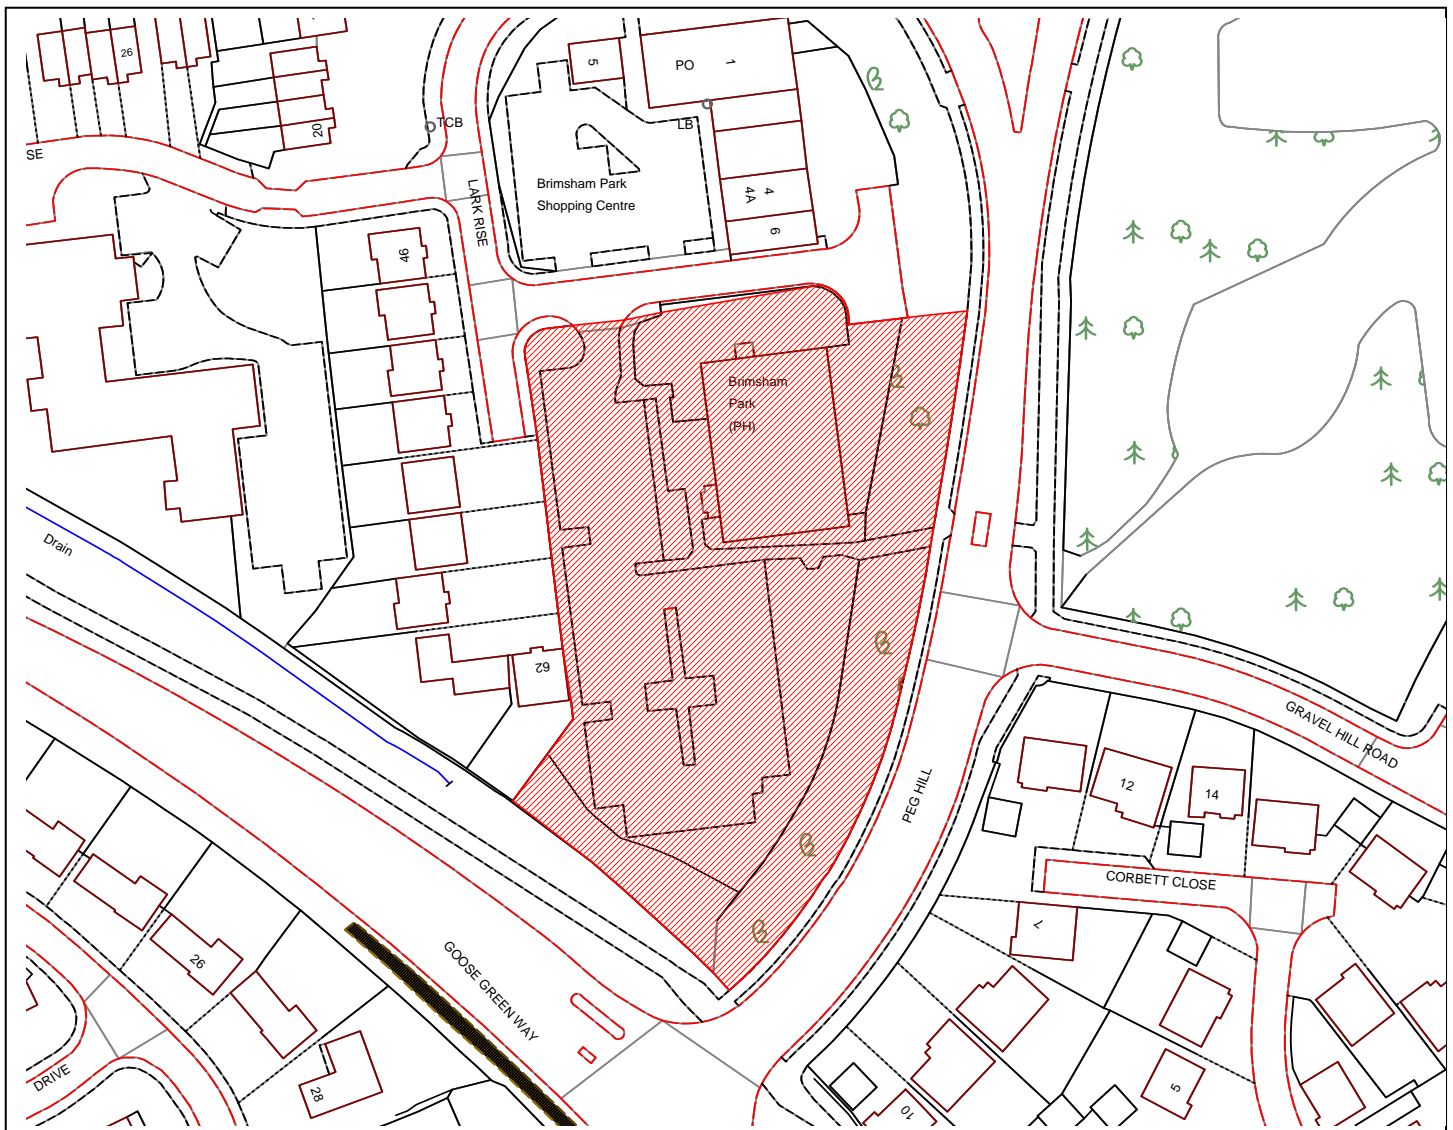 26
5
PO
1
TCB
LB
20
SE
Brimsham Park
Shopping Centre
4
4A
6
LARK RISE
46
Brimsham
Park
(PH)
Drain
62
GRAVEL HILL ROAD
PEG HILL
12
14
CORBETT CLOSE
7
26
GOOSE GREEN WAY
DRIVE
28
5
10